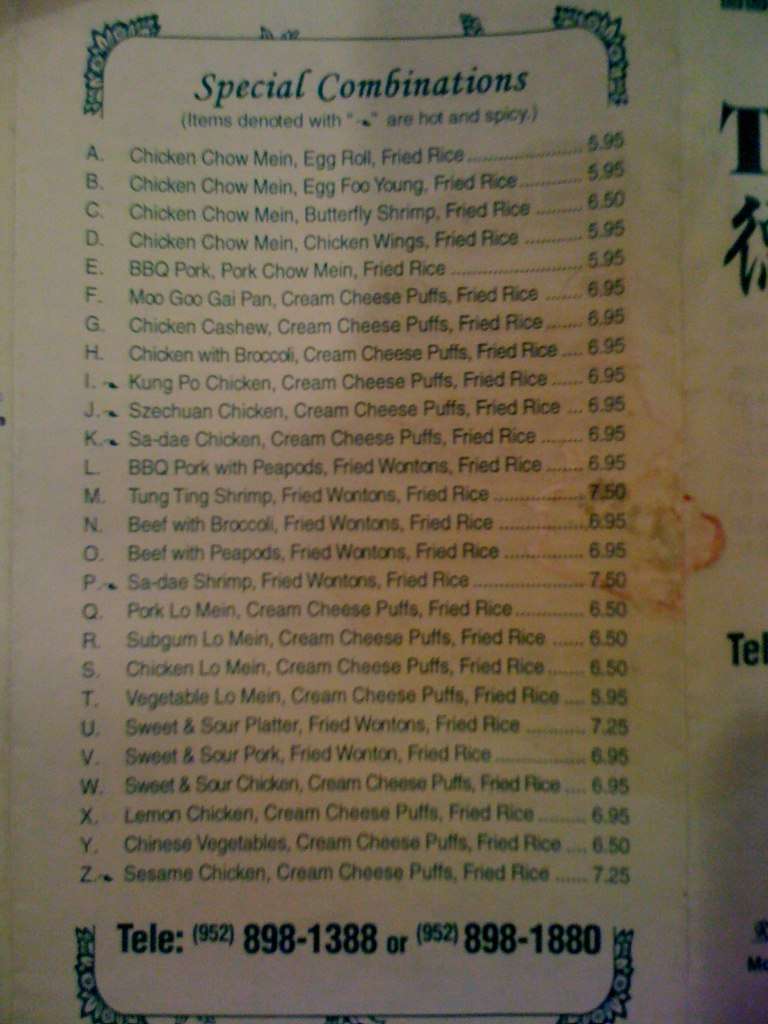 Special Combinations
(Items denoted with " " are hot and spicy.)
A. Chicken Chow Mein, Egg Roll, Fried Rice ........................ 5.95
B. Chicken Chow Mein, Egg Foo Young, Fried Rice ............. 5.95
C. Chicken Chow Mein, Butterfly Shrimp, Fried Rice ......... 6.50
D. Chicken Chow Mein, Chicken Wings, Fried Rice ........... 5.95
E. BBQ Pork, Pork Chow Mein, Fried Rice ........................... 5.95
F. Moo Goo Gai Pan, Cream Cheese Puffs, Fried Rice ....... 6.95
G. Chicken Cashew, Cream Cheese Puffs, Fried Rice ....... 6.95
H. Chicken with Broccoli, Cream Cheese Puffs, Fried Rice .... 6.95
I. Kung Po Chicken, Cream Cheese Puffs, Fried Rice ...... 6.95
J. Szechuan Chicken, Cream Cheese Puffs, Fried Rice ... 6.95
K. Sa-dae Chicken, Cream Cheese Puffs, Fried Rice ........ 6.95
L. BBQ Pork with Peapods, Fried Wontons, Fried Rice ....... 6.95
M. Tung Ting Shrimp, Fried Wontons, Fried Rice .................. 7.50
N. Beef with Broccoli, Fried Wontons, Fried Rice .................. 6.95
O. Beef with Peapods, Fried Wontons, Fried Rice ................ 6.95
P. Sa-dae Shrimp, Fried Wontons, Fried Rice ...................... 7.50
Q. Pork Lo Mein, Cream Cheese Puffs, Fried Rice .............. 6.50
R. Subgum Lo Mein, Cream Cheese Puffs, Fried Rice ...... 6.50
S. Chicken Lo Mein, Cream Cheese Puffs, Fried Rice ....... 6.50
T. Vegetable Lo Mein, Cream Cheese Puffs, Fried Rice .... 5.95
U. Sweet & Sour Platter, Fried Wontons, Fried Rice ............ 7.25
V. Sweet & Sour Pork, Fried Wonton, Fried Rice .................. 6.95
W. Sweet & Sour Chicken, Cream Cheese Puffs, Fried Rice .... 6.95
X. Lemon Chicken, Cream Cheese Puffs, Fried Rice .......... 6.95
Y. Chinese Vegetables, Cream Cheese Puffs, Fried Rice .... 6.50
Z. Sesame Chicken, Cream Cheese Puffs, Fried Rice ...... 7.25
Tele: (952) 898-1388 or (952) 898-1880
T
Tel